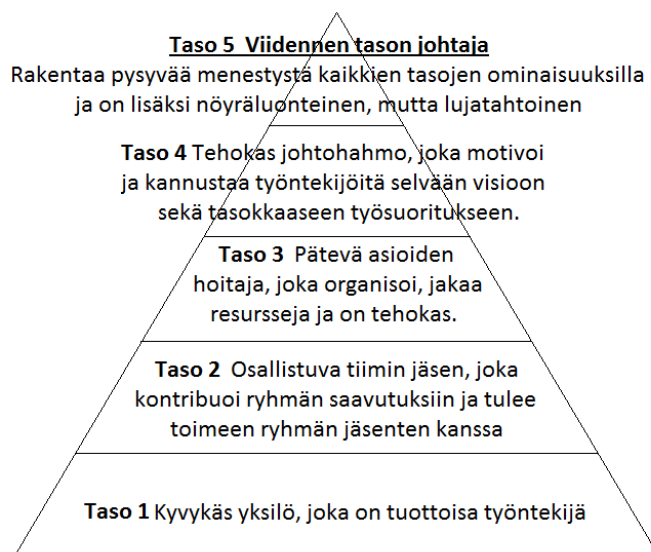 Taso 5 Viidennen tason johtaja
Rakentaa pysyvää menestystä kaikkien tasojen ominaisuuksilla
ja on lisäksi nöyräluonteinen, mutta lujatahtoinen
Taso 4 Tehokas johtohahmo, joka motivoi
ja kannustaa työntekijöitä selvään visioon
sekä tasokkaaseen työsuoritukseen.
Taso 3 Pätevä asioiden
hoitaja, joka organisoi, jakaa
resursseja ja on tehokas.
Taso 2 Osallistuva tiimin jäsen, joka
kontribuoi ryhmän saavutuksiin ja tulee
toimeen ryhmän jäsenten kanssa
Taso 1 Kyvykäs yksilö, joka on tuottoisa työntekijä